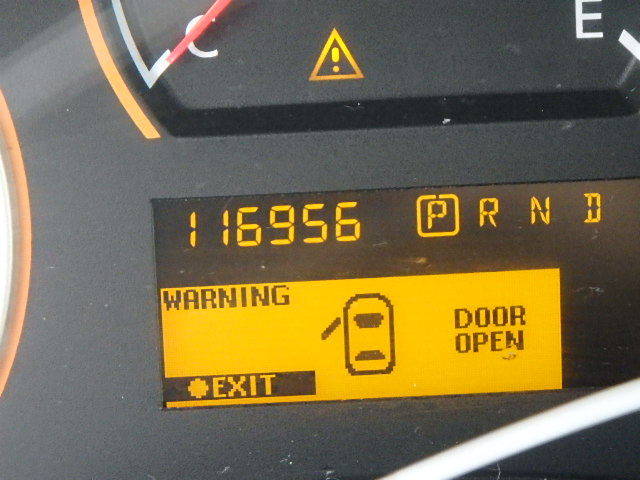 C
E
116956 P R N D
WARNING
DOOR
OPEN
EXIT